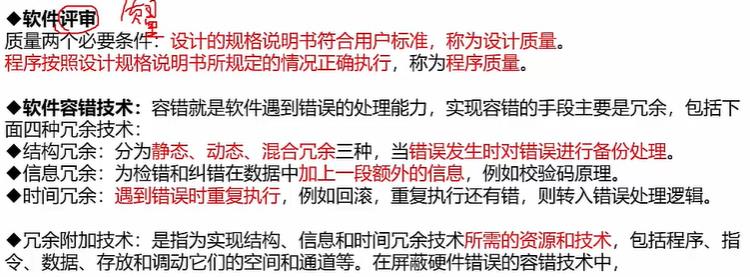 ◆软件评审 质量
质量两个必要条件：设计的规格说明书符合用户标准，称为设计质量。
程序按照设计规格说明书所规定的情况正确执行，称为程序质量。
◆软件容错技术：容错就是软件遇到错误的处理能力，实现容错的手段主要是冗余，包括下
面四种冗余技术：
◆结构冗余：分为静态、动态、混合冗余三种，当错误发生时对错误进行备份处理。
◆信息冗余：为检错和纠错在数据中加上一段额外的信息，例如校验码原理。
◆时间冗余：遇到错误时重复执行，例如回滚，重复执行还有错，则转入错误处理逻辑。
◆冗余附加技术：是指为实现结构、信息和时间冗余技术所需的资源和技术，包括程序、指
令、数据、存放和调动它们的空间和通道等。在屏蔽硬件错误的容错技术中，